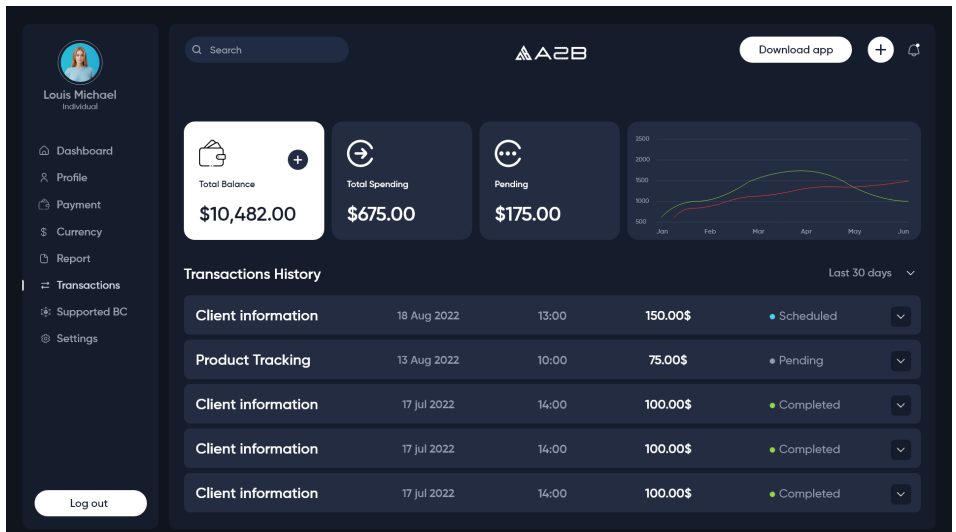 Louis Michael
Individual
Dashboard
Profile
Payment
Currency
Report
Transactions
Supported BC
Settings
Log out
Search
A2B
Download app
Total Balance
$10,482.00
Total Spending
$675.00
Pending
$175.00
2500
2000
1500
1000
500
Jan Feb Mar Apr May Jun
Transactions History
Last 30 days
Client information 18 Aug 2022 13:00 150.00$ Scheduled
Product Tracking 13 Aug 2022 10:00 75.00$ Pending
Client information 17 jul 2022 14:00 100.00$ Completed
Client information 17 jul 2022 14:00 100.00$ Completed
Client information 17 jul 2022 14:00 100.00$ Completed